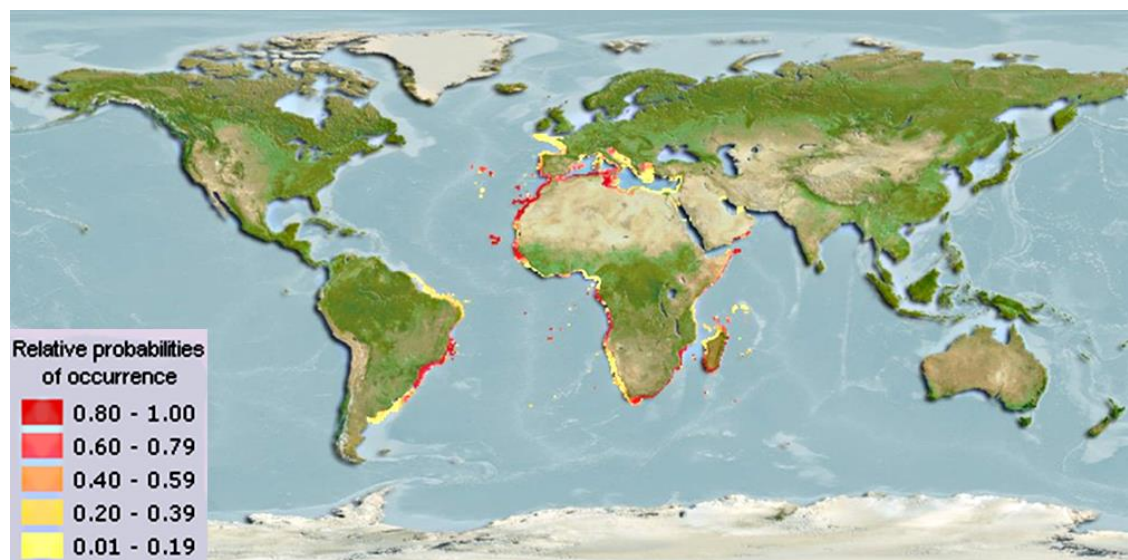 Relative probabilities
of occurrence
0.80 - 1.00
0.60 - 0.79
0.40 - 0.59
0.20 - 0.39
0.01 - 0.19